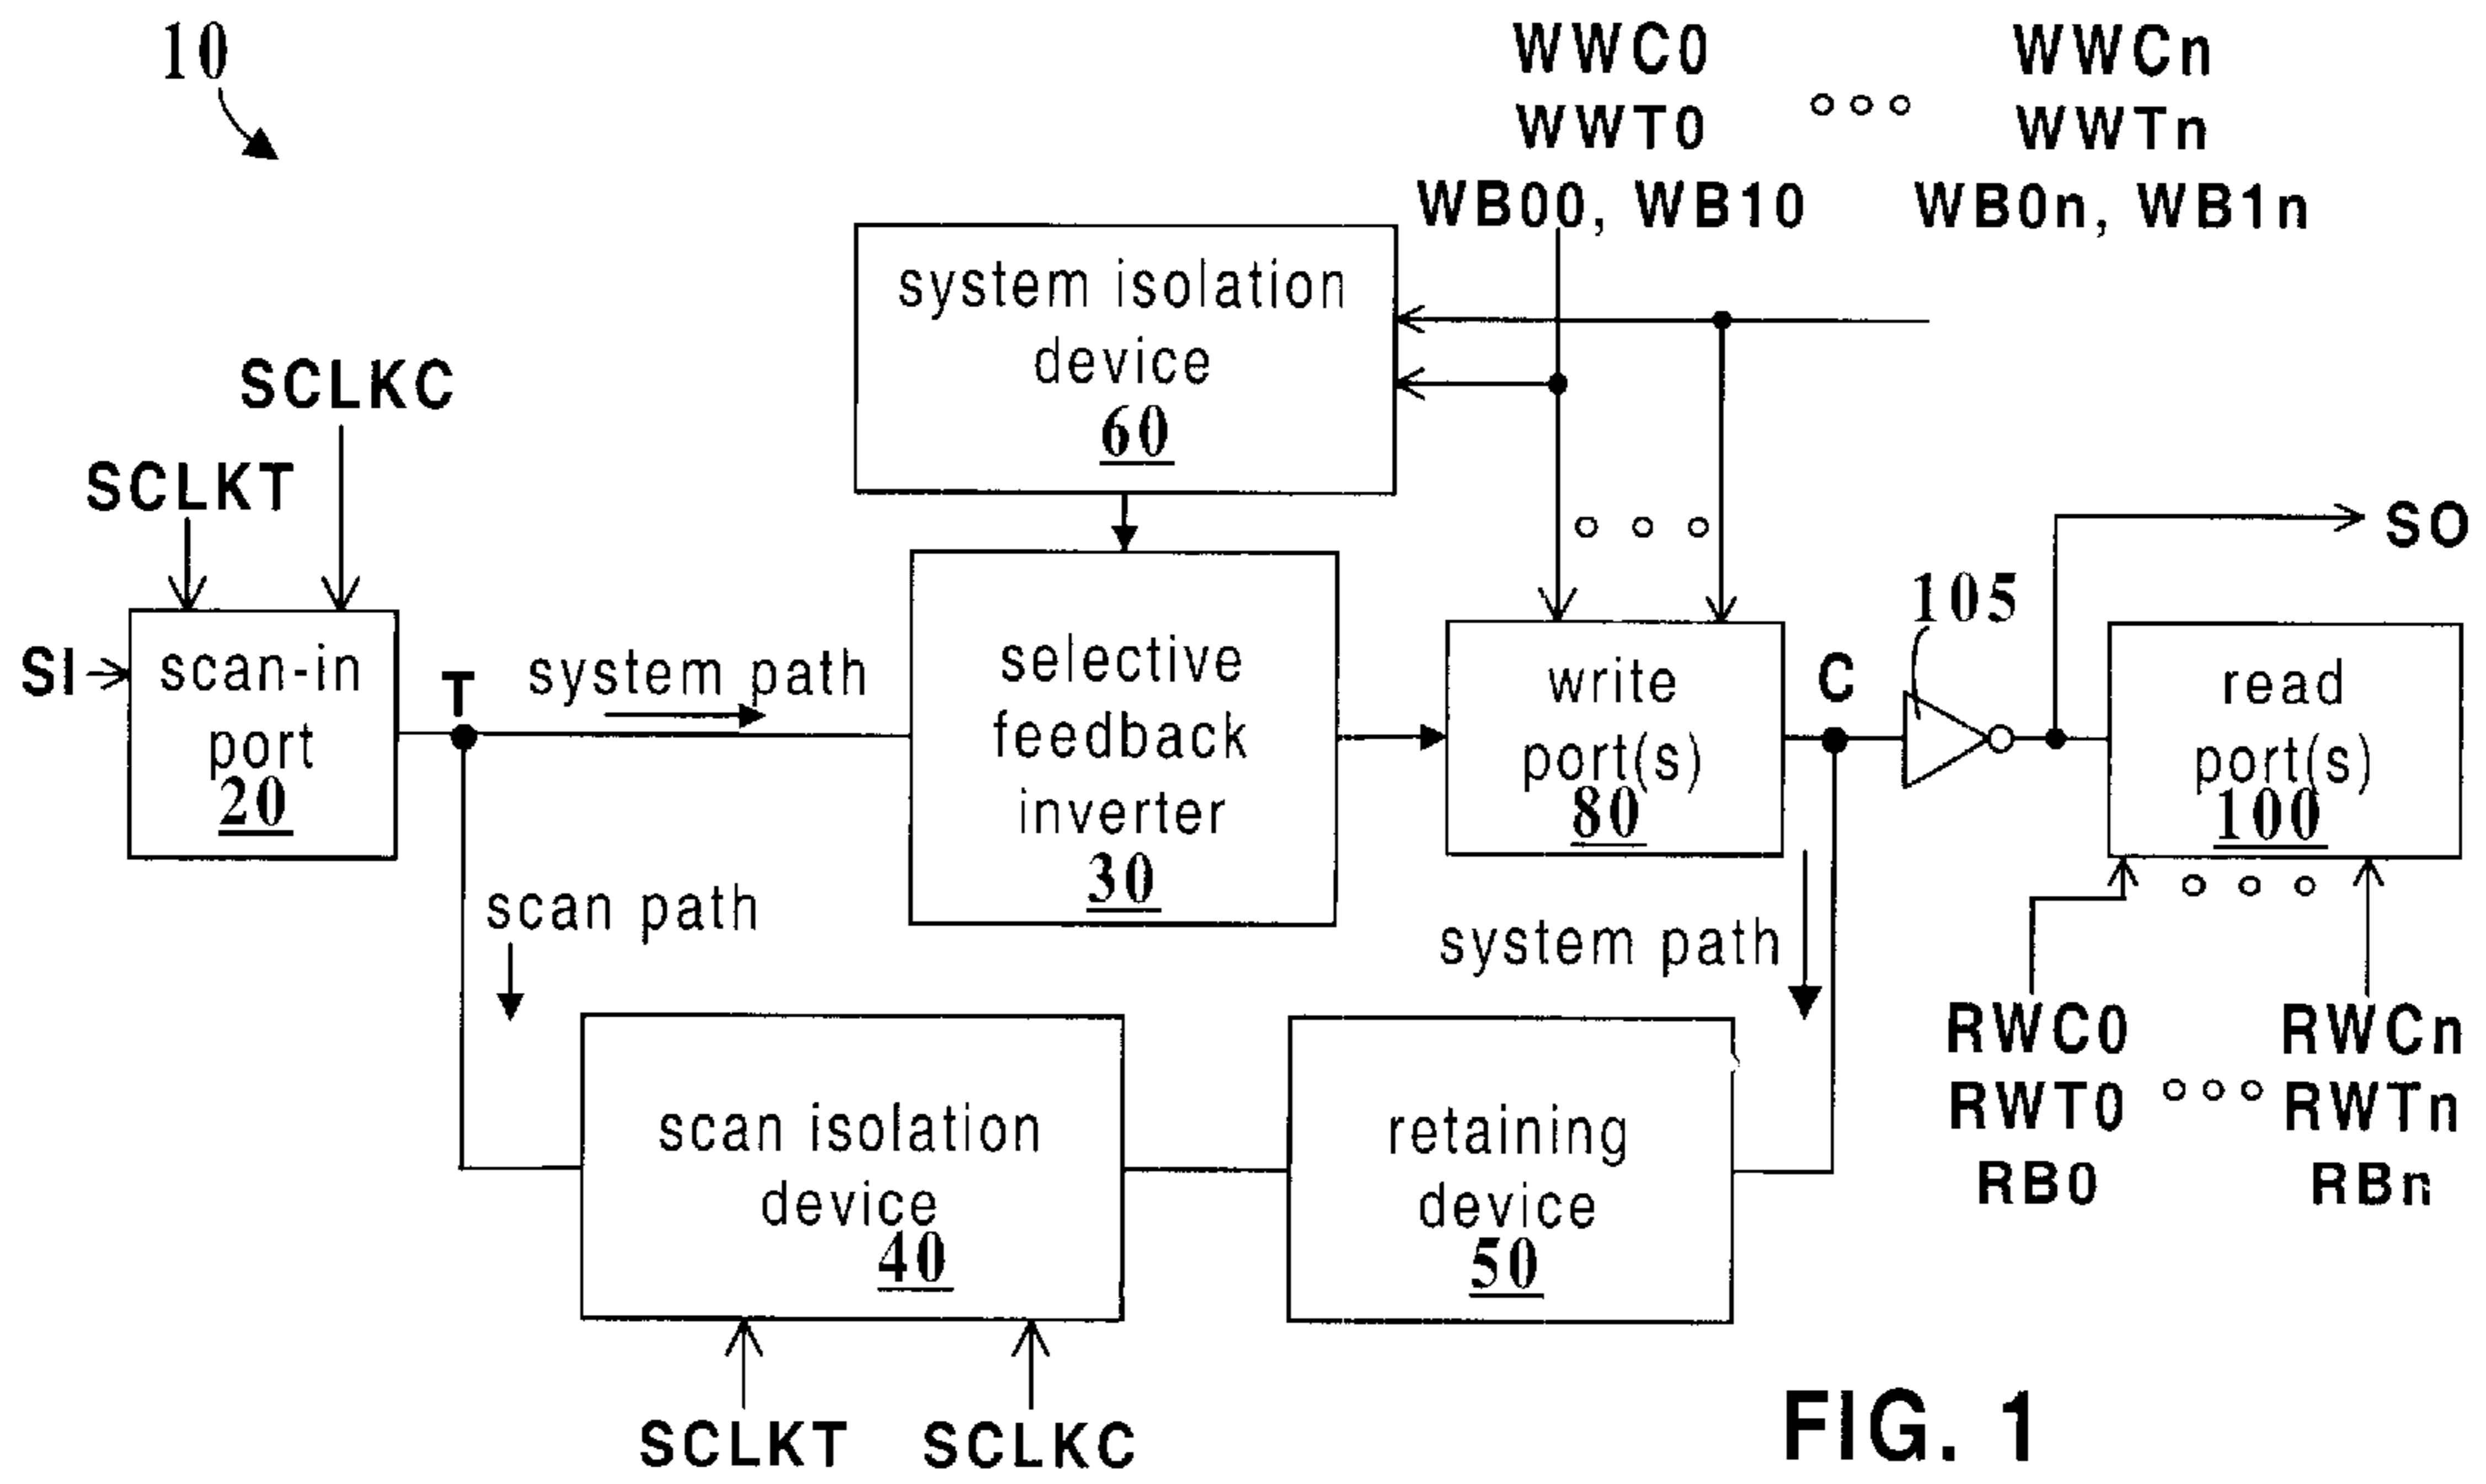 10
WWC0 WWCn
WWT0 WWTn
WB00, WB10 WB0n, WB1n
system isolation
device
60
SCLKC
SCLKT
SO
105
SI
scan-in
port
20
T
system path
selective
feedback
inverter
30
write
port(s)
80
C
read
port(s)
100
scan path
system path
scan isolation
device
40
retaining
device
50
RWC0 RWCn
RWT0 RWTn
RB0 RBn
SCLKT SCLKC
FIG. 1